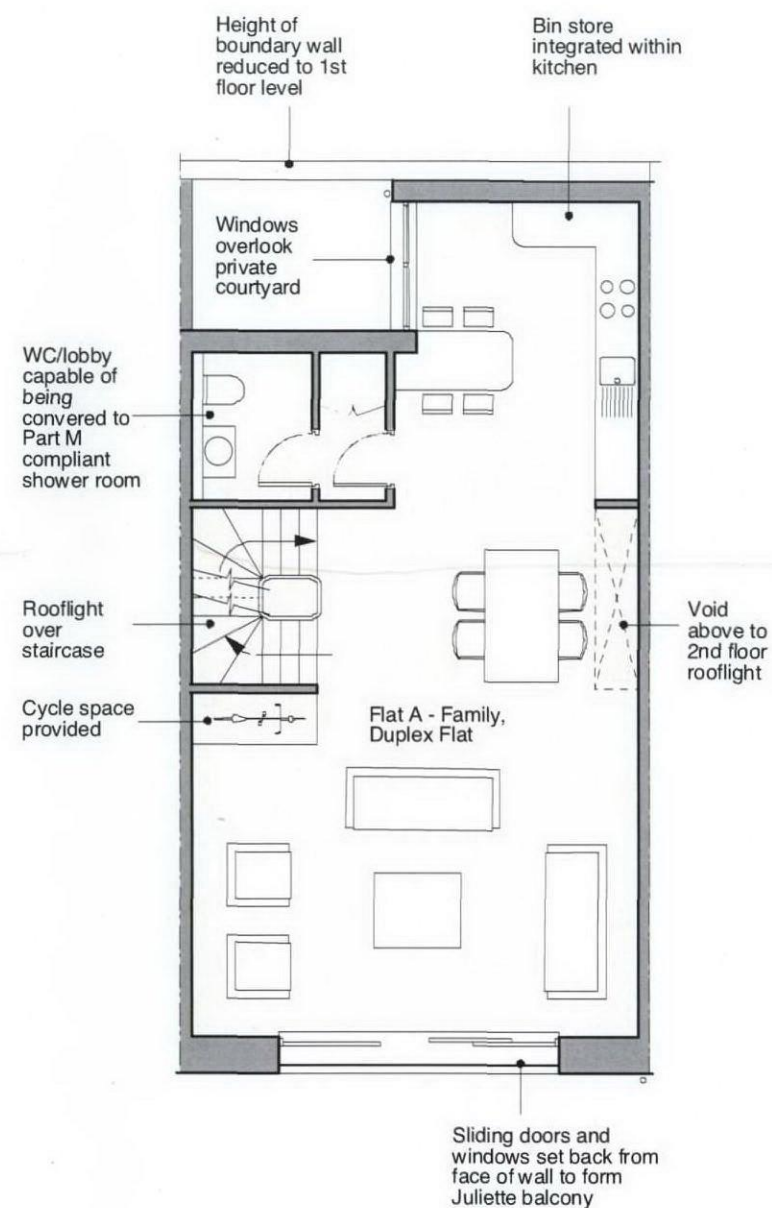 Height of
boundary wall
reduced to 1st
floor level
Bin store
integrated within
kitchen
Windows
overlook
private
courtyard
WC/lobby
capable of
being
convered to
Part M
compliant
shower room
Rooflight
over
staircase
Void
above to
2nd floor
rooflight
Cycle space
provided
Flat A - Family,
Duplex Flat
Sliding doors and
windows set back from
face of wall to form
Juliette balcony